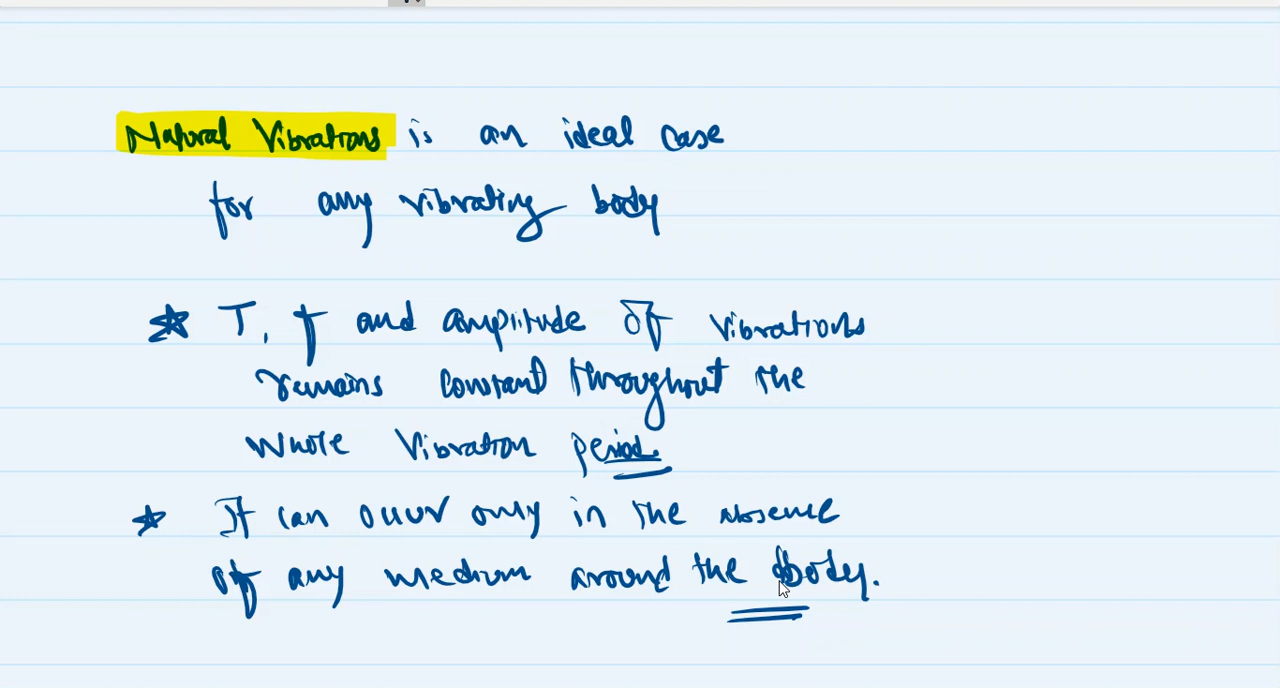 Natural Vibrations is an ideal case
for any vibrating body
★ T, f and amplitude of vibrations
remains constant throughout the
whole vibration period.
★ It can occur only in the absence
of any medium around the body.